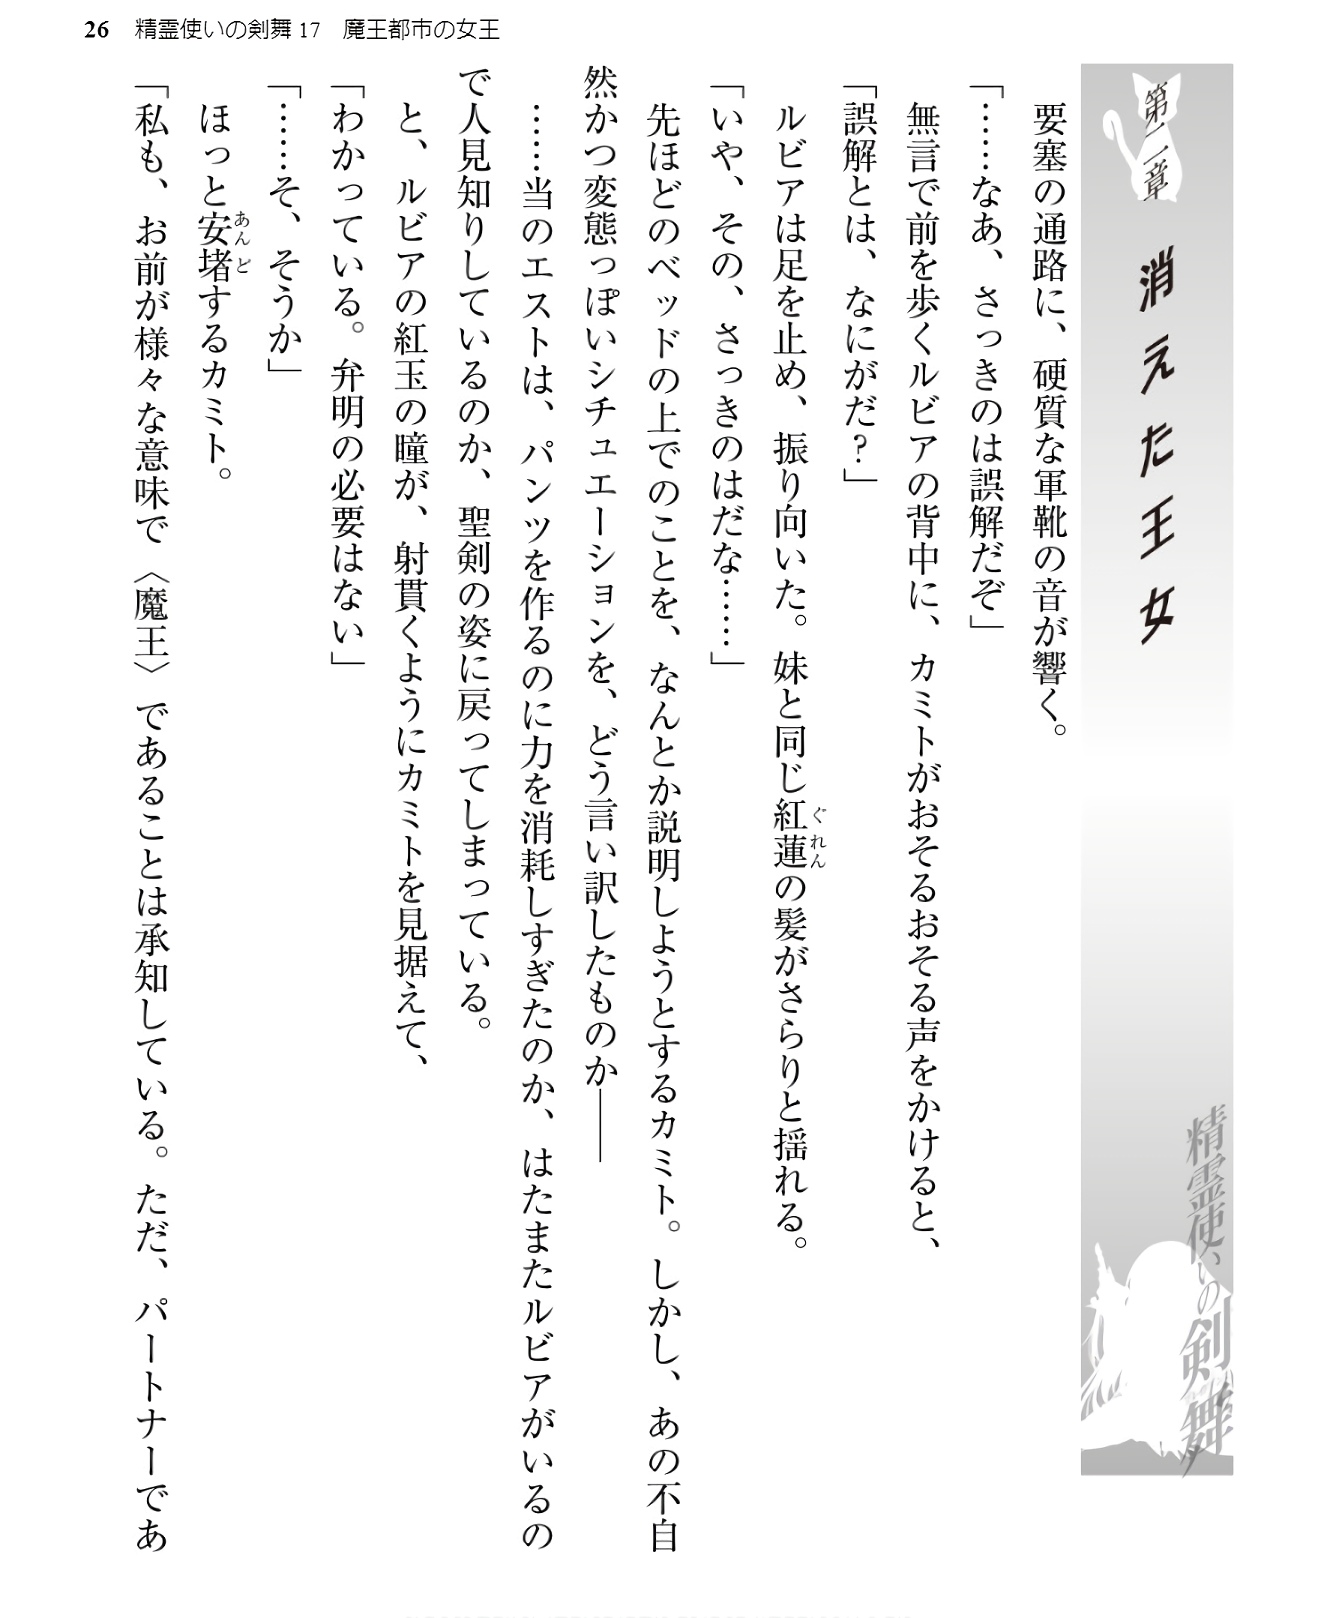 26 精霊使いの剣舞17 魔王都市の女王
第二章 消えた王女
精霊使いの剣舞
要塞の通路に、硬質な軍靴の音が響く。
「……なあ、さっきのは誤解だぞ」
無言で前を歩くルビアの背中に、カミトがおそるおそる声をかけると、
「誤解とは、なにがだ?」
ルビアは足を止め、振り向いた。妹と同じ紅蓮の髪がさらりと揺れる。
ぐれん
「いや、その、さっきのはだな……」
先ほどのベッドの上でのことを、なんとか説明しようとするカミト。しかし、あの不自
然かつ変態っぽいシチュエーションを、どう言い訳したものか――
……当のエストは、パンツを作るのに力を消耗しすぎたのか、はたまたルビアがいるの
で人見知りしているのか、聖剣の姿に戻ってしまっている。
と、ルビアの紅玉の瞳が、射貫くようにカミトを見据えて、
「わかっている。弁明の必要はない」
「……そ、そうか」
ほっと安堵するカミト。
あんど
「私も、お前が様々な意味で〈魔王〉であることは承知している。ただ、パートナーであ